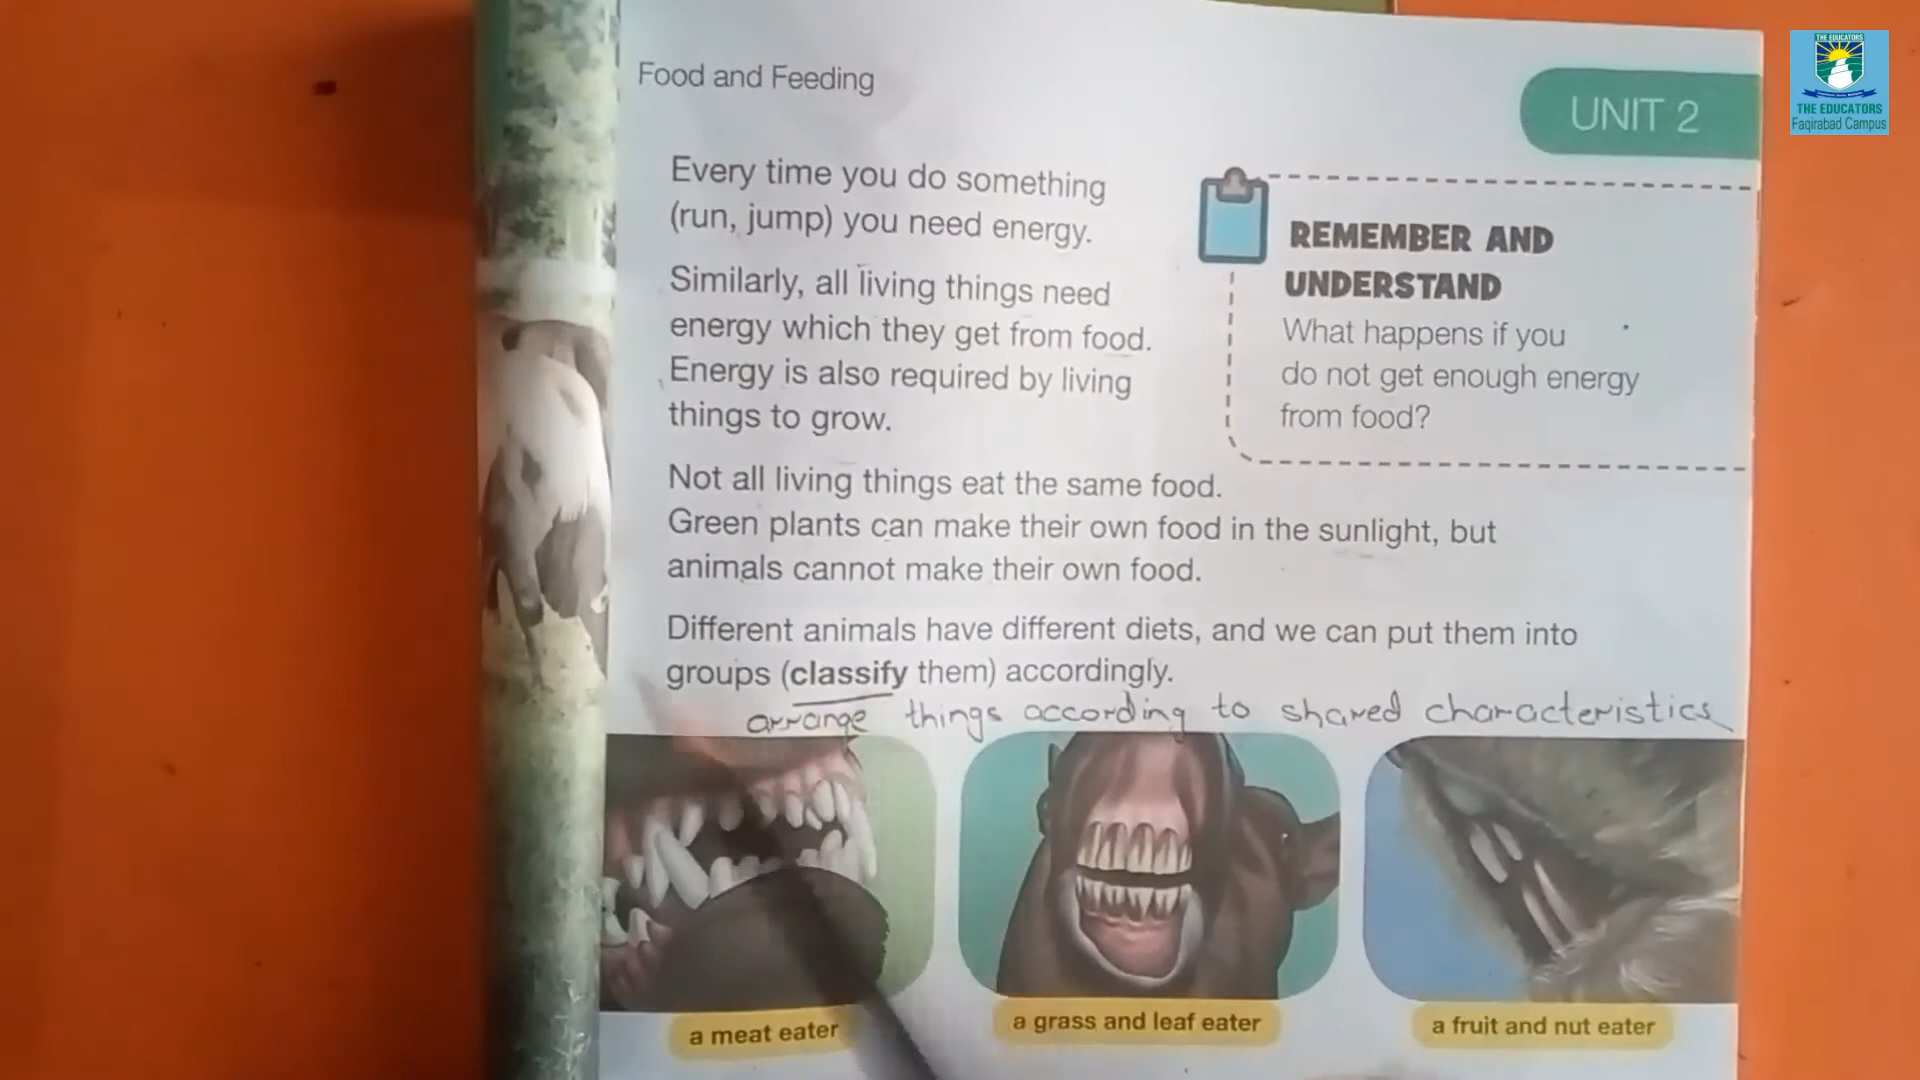 Food and Feeding
UNIT 2
Every time you do something
(run, jump) you need energy.
Similarly, all living things need
energy which they get from food.
Energy is also required by living
things to grow.
REMEMBER AND
UNDERSTAND
What happens if you
do not get enough energy
from food?
Not all living things eat the same food.
Green plants can make their own food in the sunlight, but
animals cannot make their own food.
Different animals have different diets, and we can put them into
groups (classify them) accordingly.
arrange things according to shared characteristics
a meat eater
a grass and leaf eater
a fruit and nut eater
THE EDUCATORS
THE EDUCATORS
Faqirabad Campus